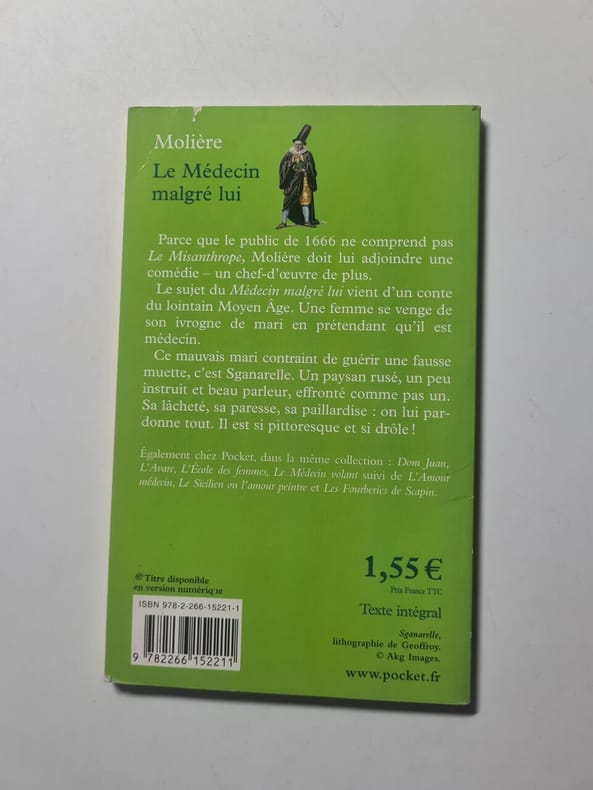 Molière
Le Médecin
malgré lui
Parce que le public de 1666 ne comprend pas
Le Misanthrope, Molière doit lui adjoindre une
comédie – un chef-d'œuvre de plus.
Le sujet du Médecin malgré lui vient d'un conte
du lointain Moyen Âge. Une femme se venge de
son ivrogne de mari en prétendant qu'il est
médecin.
Ce mauvais mari contraint de guérir une fausse
muette, c'est Sganarelle. Un paysan rusé, un peu
instruit et beau parleur, effronté comme pas un.
Sa lâcheté, sa paresse, sa paillardise : on lui par-
donne tout. Il est si pittoresque et si drôle !
Également chez Pocket, dans la même collection : Dom Juan,
L'Avare, L'École des femmes, Le Médecin volant suivi de L'Amour
médecin, Le Sicilien ou l'amour peintre et Les Fourberies de Scapin.
1,55 €
Prix France TTC
Texte intégral
Sganarelle,
lithographie de Geoffroy.
© Akg Images.
www.pocket.fr
Titre disponible
en version numérique
ISBN 978-2-266-15221-1
9 782266 152211